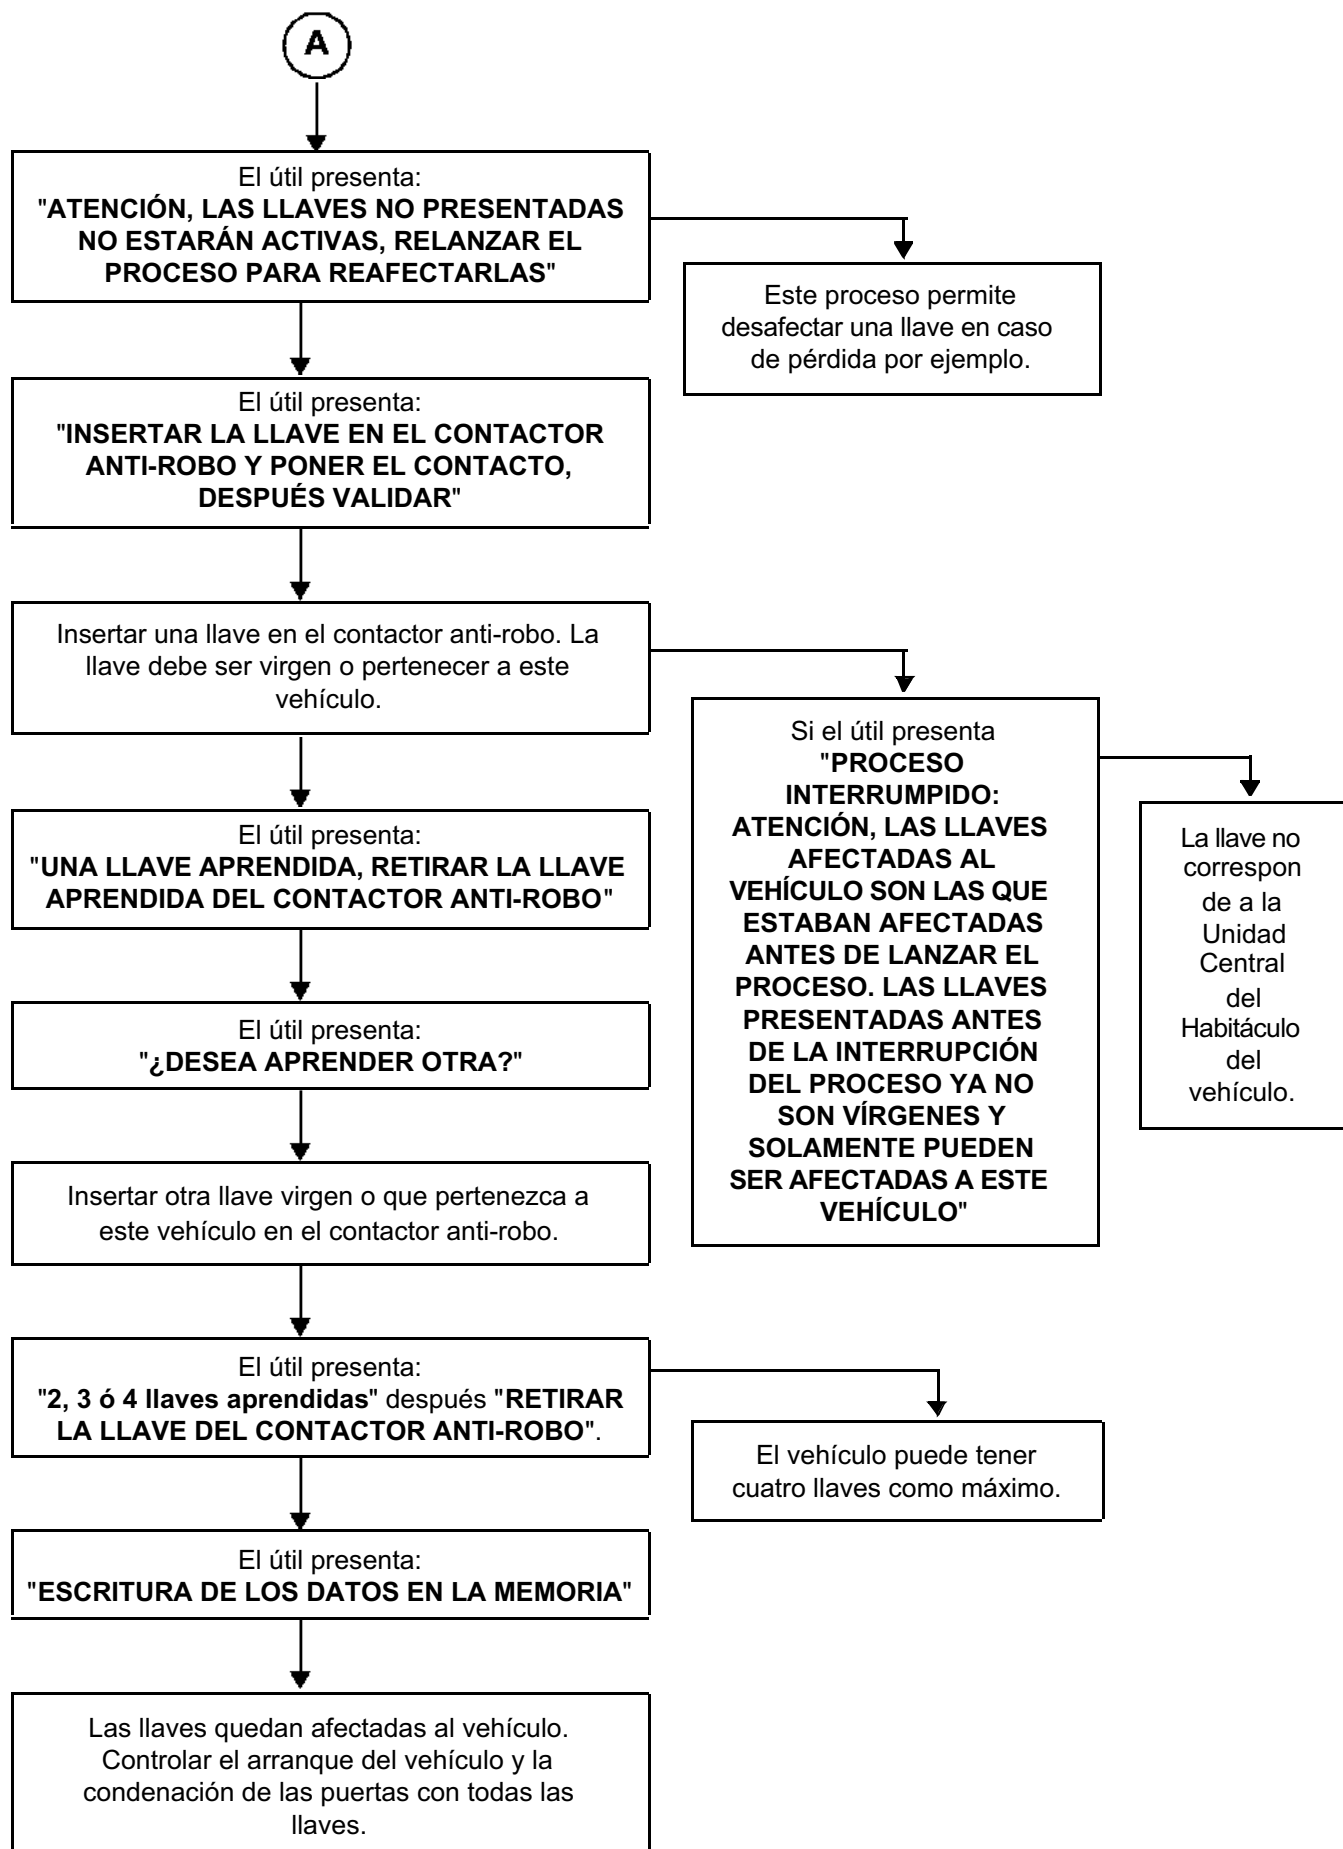 A
El útil presenta:
"ATENCIÓN, LAS LLAVES NO PRESENTADAS
NO ESTARÁN ACTIVAS, RELANZAR EL
PROCESO PARA REAFECTARLAS"
Este proceso permite
desafectar una llave en caso
de pérdida por ejemplo.
El útil presenta:
"INSERTAR LA LLAVE EN EL CONTACTOR
ANTI-ROBO Y PONER EL CONTACTO,
DESPUÉS VALIDAR"
Insertar una llave en el contactor anti-robo. La
llave debe ser virgen o pertenecer a este
vehículo.
Si el útil presenta
"PROCESO
INTERRUMPIDO:
ATENCIÓN, LAS LLAVES
AFECTADAS AL
VEHÍCULO SON LAS QUE
ESTABAN AFECTADAS
ANTES DE LANZAR EL
PROCESO. LAS LLAVES
PRESENTADAS ANTES
DE LA INTERRUPCIÓN
DEL PROCESO YA NO
SON VÍRGENES Y
SOLAMENTE PUEDEN
SER AFECTADAS A ESTE
VEHÍCULO"
La llave no
correspon
de a la
Unidad
Central
del
Habitáculo
del
vehículo.
El útil presenta:
"UNA LLAVE APRENDIDA, RETIRAR LA LLAVE
APRENDIDA DEL CONTACTOR ANTI-ROBO"
El útil presenta:
"¿DESEA APRENDER OTRA?"
Insertar otra llave virgen o que pertenezca a
este vehículo en el contactor anti-robo.
El útil presenta:
"2, 3 ó 4 llaves aprendidas" después "RETIRAR
LA LLAVE DEL CONTACTOR ANTI-ROBO".
El vehículo puede tener
cuatro llaves como máximo.
El útil presenta:
"ESCRITURA DE LOS DATOS EN LA MEMORIA"
Las llaves quedan afectadas al vehículo.
Controlar el arranque del vehículo y la
condenación de las puertas con todas las
llaves.